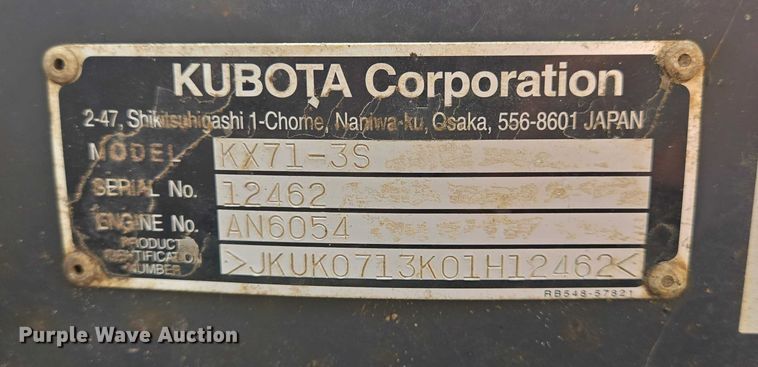 KUBOTA Corporation
2-47, Shikitsuhigashi 1-Chome, Naniwa-ku, Osaka, 556-8601 JAPAN
MODEL KX71-3S
SERIAL No. 12462
ENGINE No. AN6054
PRODUCT
IDENTIFICATION
NUMBER >JKUK0713K01H12462<
RB548-57821
Purple Wave Auction